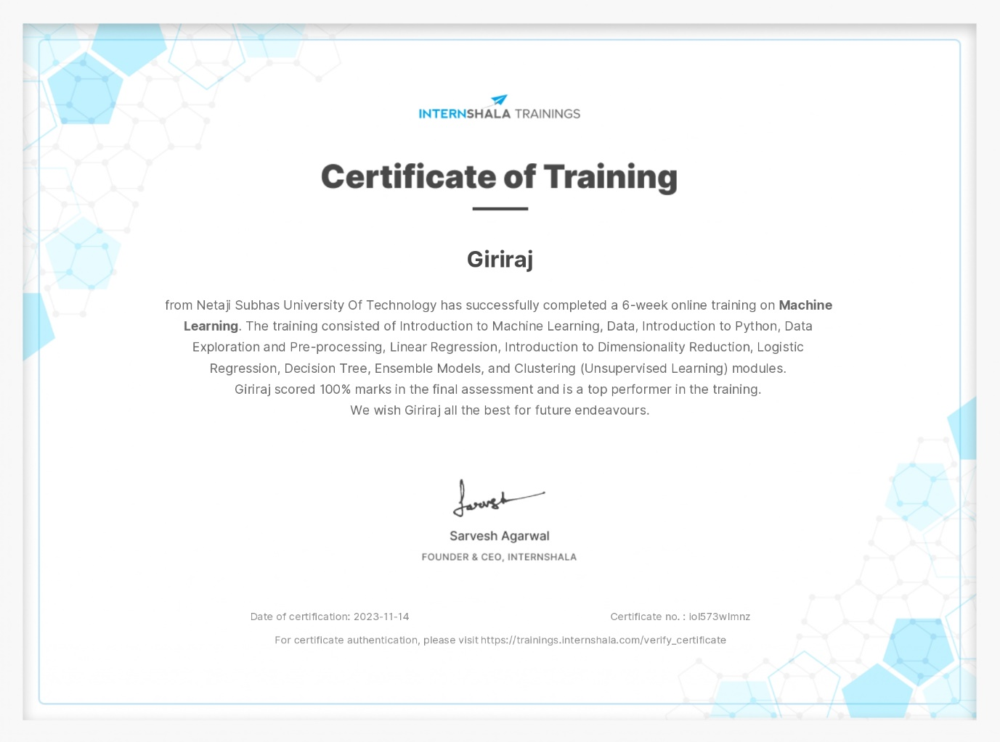 INTERNSHALA TRAININGS
Certificate of Training
Giriraj
from Netaji Subhas University Of Technology has successfully completed a 6-week online training on Machine
Learning. The training consisted of Introduction to Machine Learning, Data, Introduction to Python, Data
Exploration and Pre-processing, Linear Regression, Introduction to Dimensionality Reduction, Logistic
Regression, Decision Tree, Ensemble Models, and Clustering (Unsupervised Learning) modules.
Giriraj scored 100% marks in the final assessment and is a top performer in the training.
We wish Giriraj all the best for future endeavours.
Sarvesh
Sarvesh Agarwal
FOUNDER & CEO, INTERNSHALA
Date of certification: 2023-11-14
Certificate no. : iol573wlmnz
For certificate authentication, please visit https://trainings.internshala.com/verify_certificate